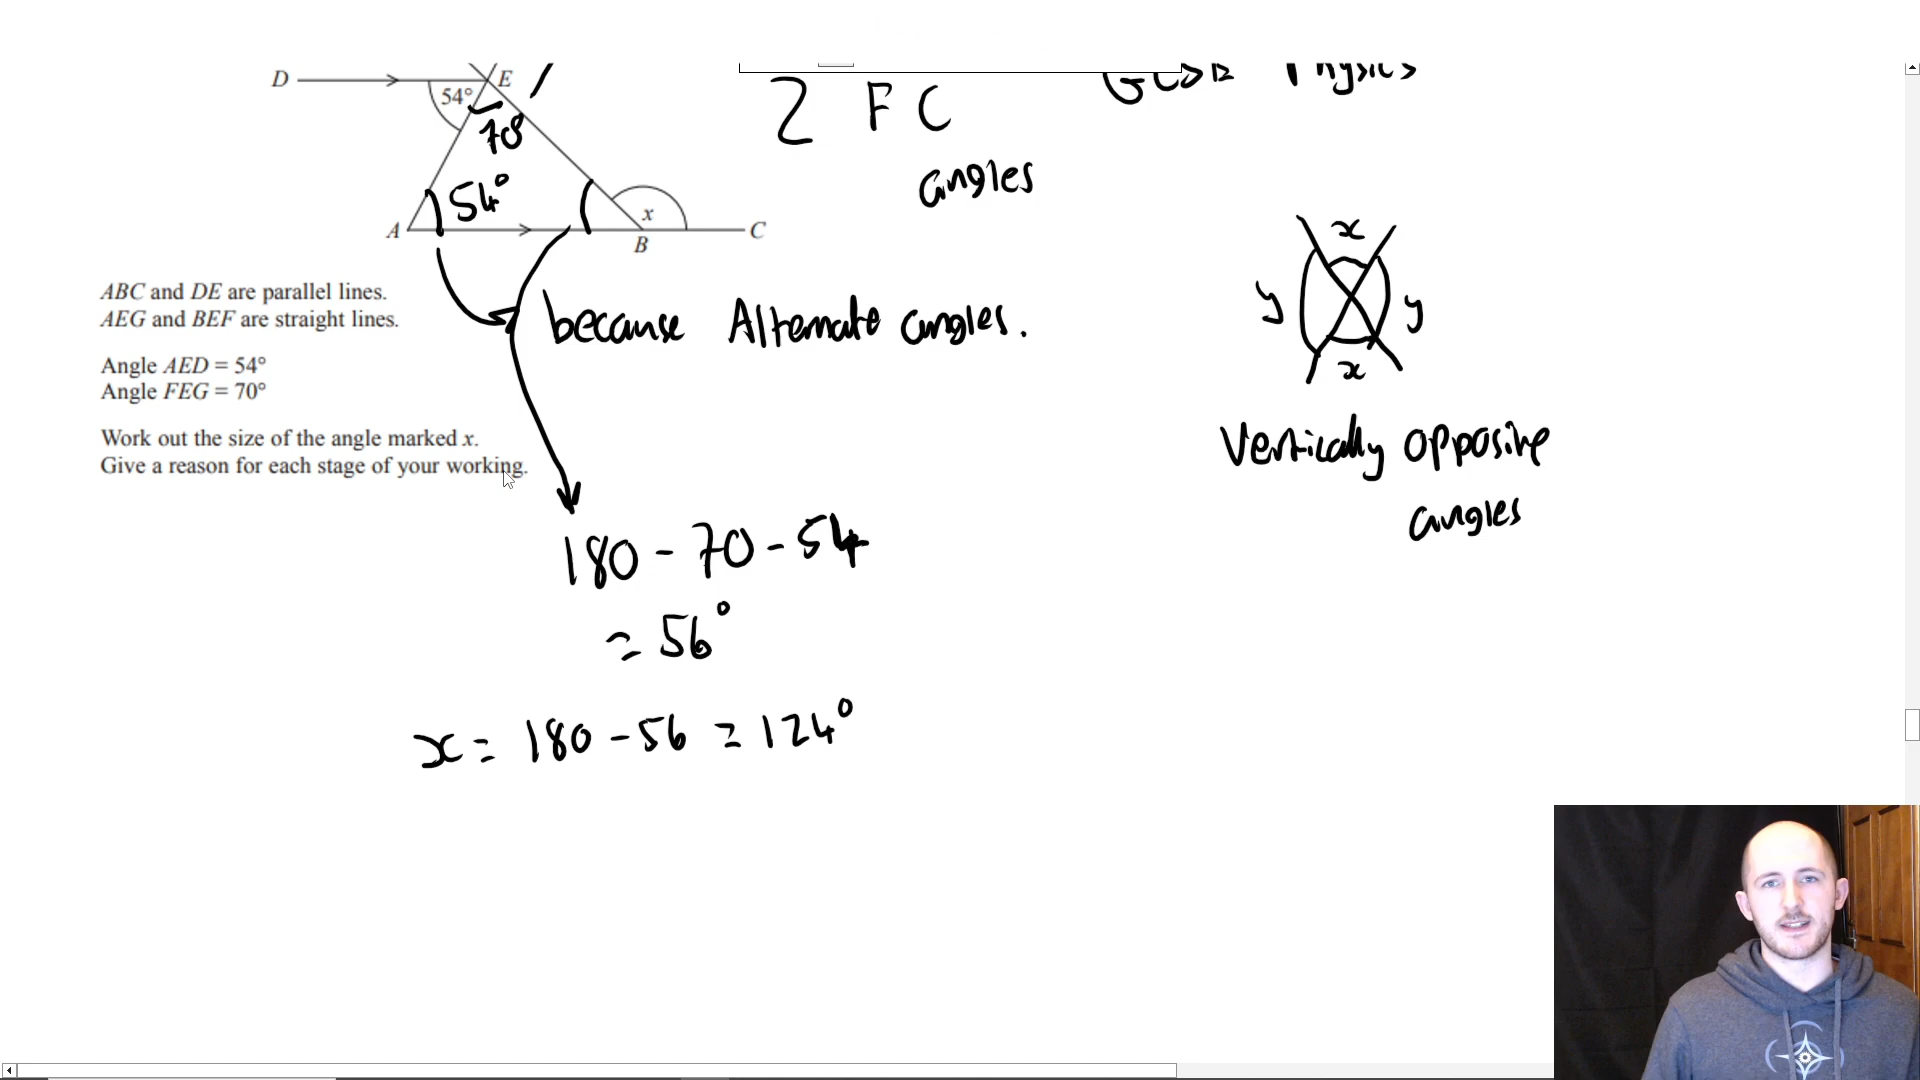 D
E
54°
70°
54°
A
B
x
C
Z F C
angles
GCSE Physics
x
y
y
x
Vertically opposite
angles
ABC and DE are parallel lines.
AEG and BEF are straight lines.
Angle AED = 54°
Angle FEG = 70°
Work out the size of the angle marked x.
Give a reason for each stage of your working.
because Alternate angles.
180 - 70 - 54
= 56°
x = 180 - 56 = 124°